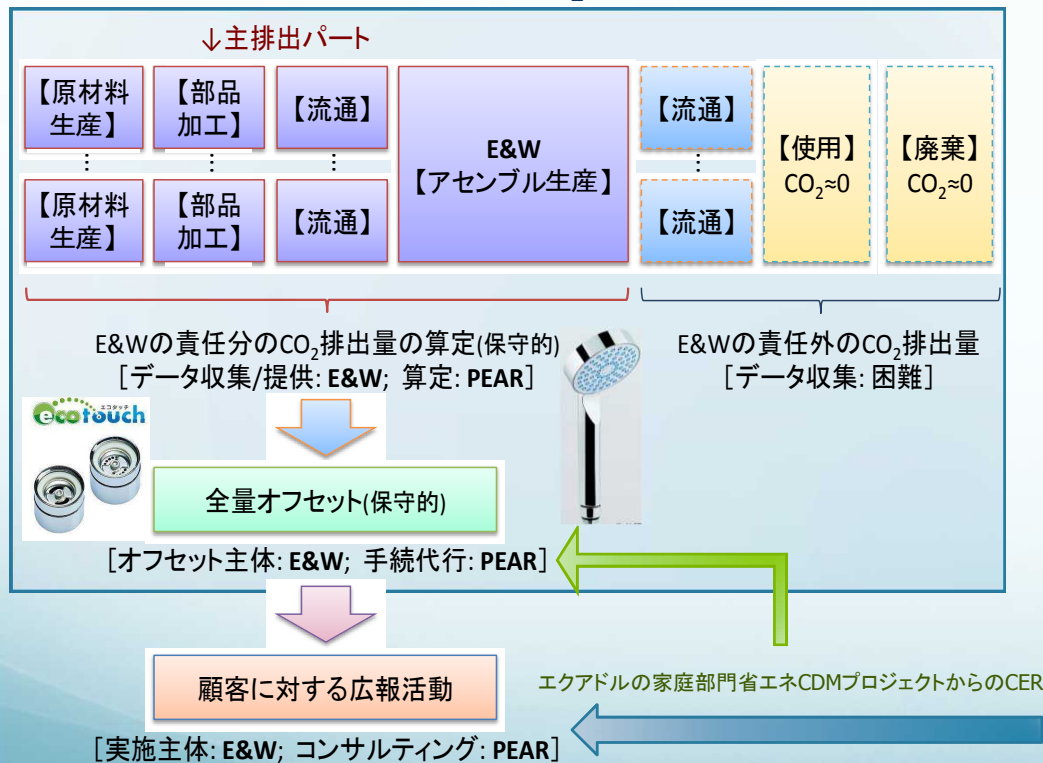 ↓主排出パート
【原材料
生産】
【部品
加工】
【流通】
E&W
【アセンブル生産】
【流通】
【使用】
CO₂≈0
【廃棄】
CO₂≈0
⋮
⋮
⋮
⋮
【原材料
生産】
【部品
加工】
【流通】
【流通】
E&Wの責任分のCO₂排出量の算定(保守的)
[データ収集/提供: E&W; 算定: PEAR]
E&Wの責任外のCO₂排出量
[データ収集: 困難]
エコタッチ
ecotouch
全量オフセット(保守的)
[オフセット主体: E&W; 手続代行: PEAR]
エクアドルの家庭部門省エネCDMプロジェクトからのCER
顧客に対する広報活動
[実施主体: E&W; コンサルティング: PEAR]